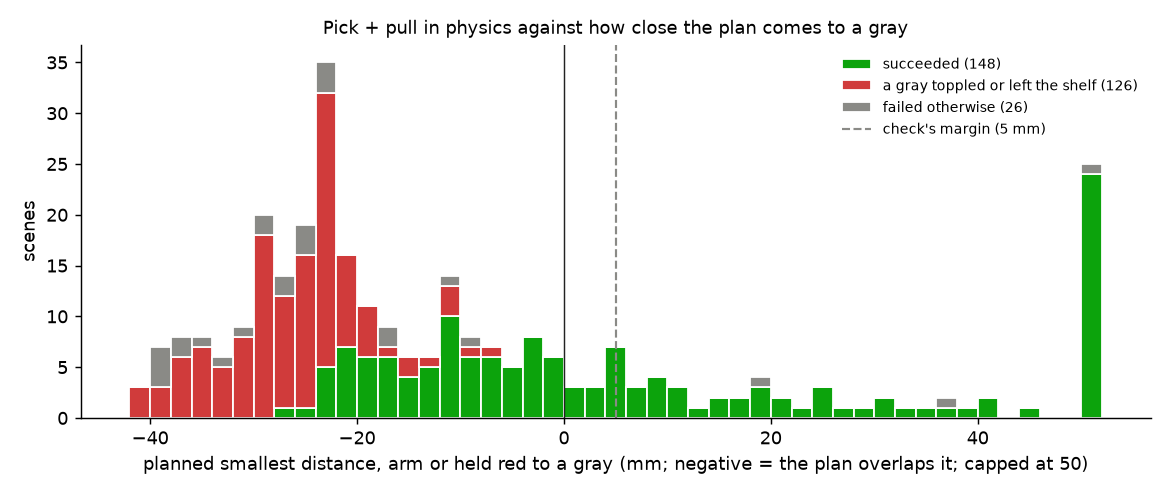 Pick + pull in physics against how close the plan comes to a gray
succeeded (148)
a gray toppled or left the shelf (126)
failed otherwise (26)
check's margin (5 mm)
scenes
35
30
25
20
15
10
5
0
−40
−20
0
20
40
planned smallest distance, arm or held red to a gray (mm; negative = the plan overlaps it; capped at 50)